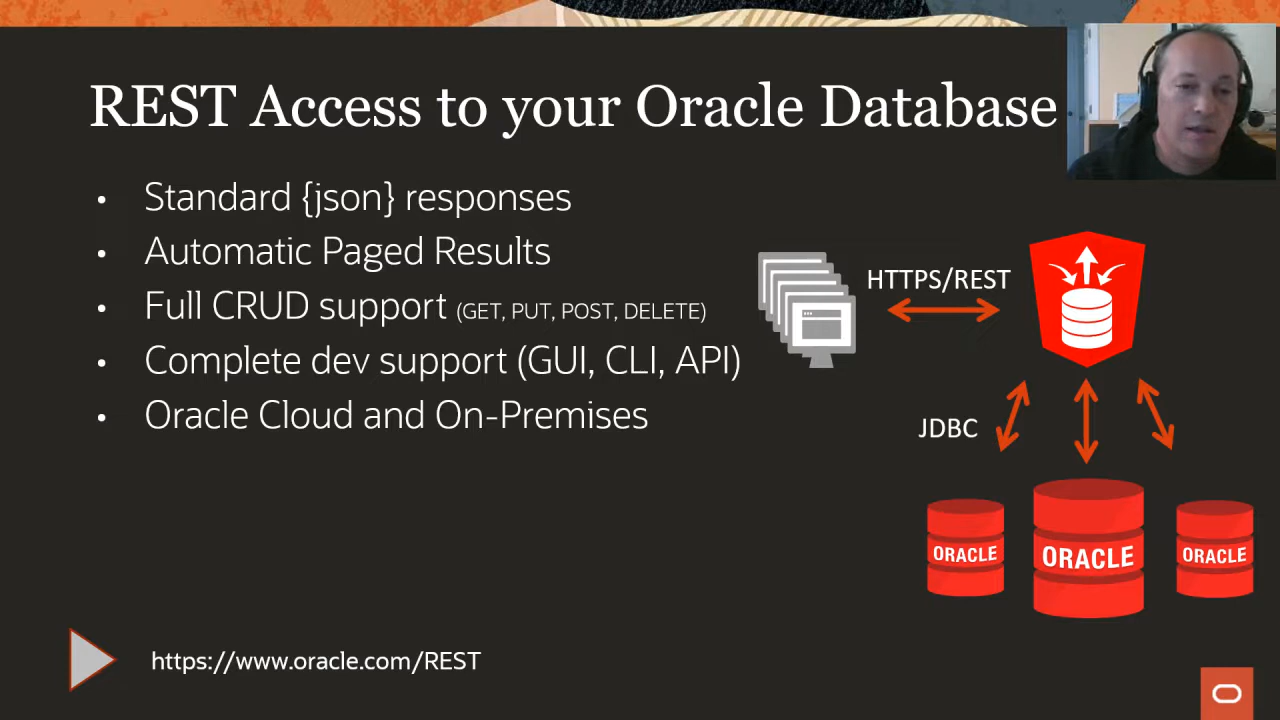 REST Access to your Oracle Database
Standard {json} responses
Automatic Paged Results
Full CRUD support (GET, PUT, POST, DELETE)
Complete dev support (GUI, CLI, API)
Oracle Cloud and On-Premises
HTTPS/REST
JDBC
ORACLE
ORACLE
ORACLE
https://www.oracle.com/REST